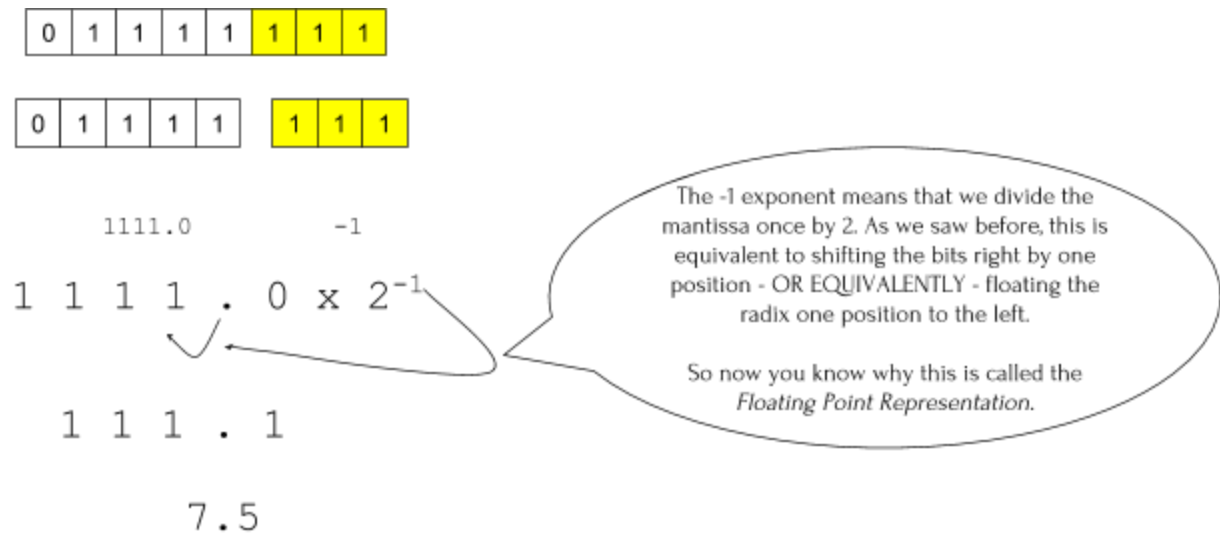 0 1 1 1 1 1 1 1
0 1 1 1 1 1 1 1
1111.0 -1
1 1 1 1 . 0 x 2⁻¹
1 1 1 . 1
7.5
The -1 exponent means that we divide the
mantissa once by 2. As we saw before, this is
equivalent to shifting the bits right by one
position - OR EQUIVALENTLY - floating the
radix one position to the left.
So now you know why this is called the
Floating Point Representation.